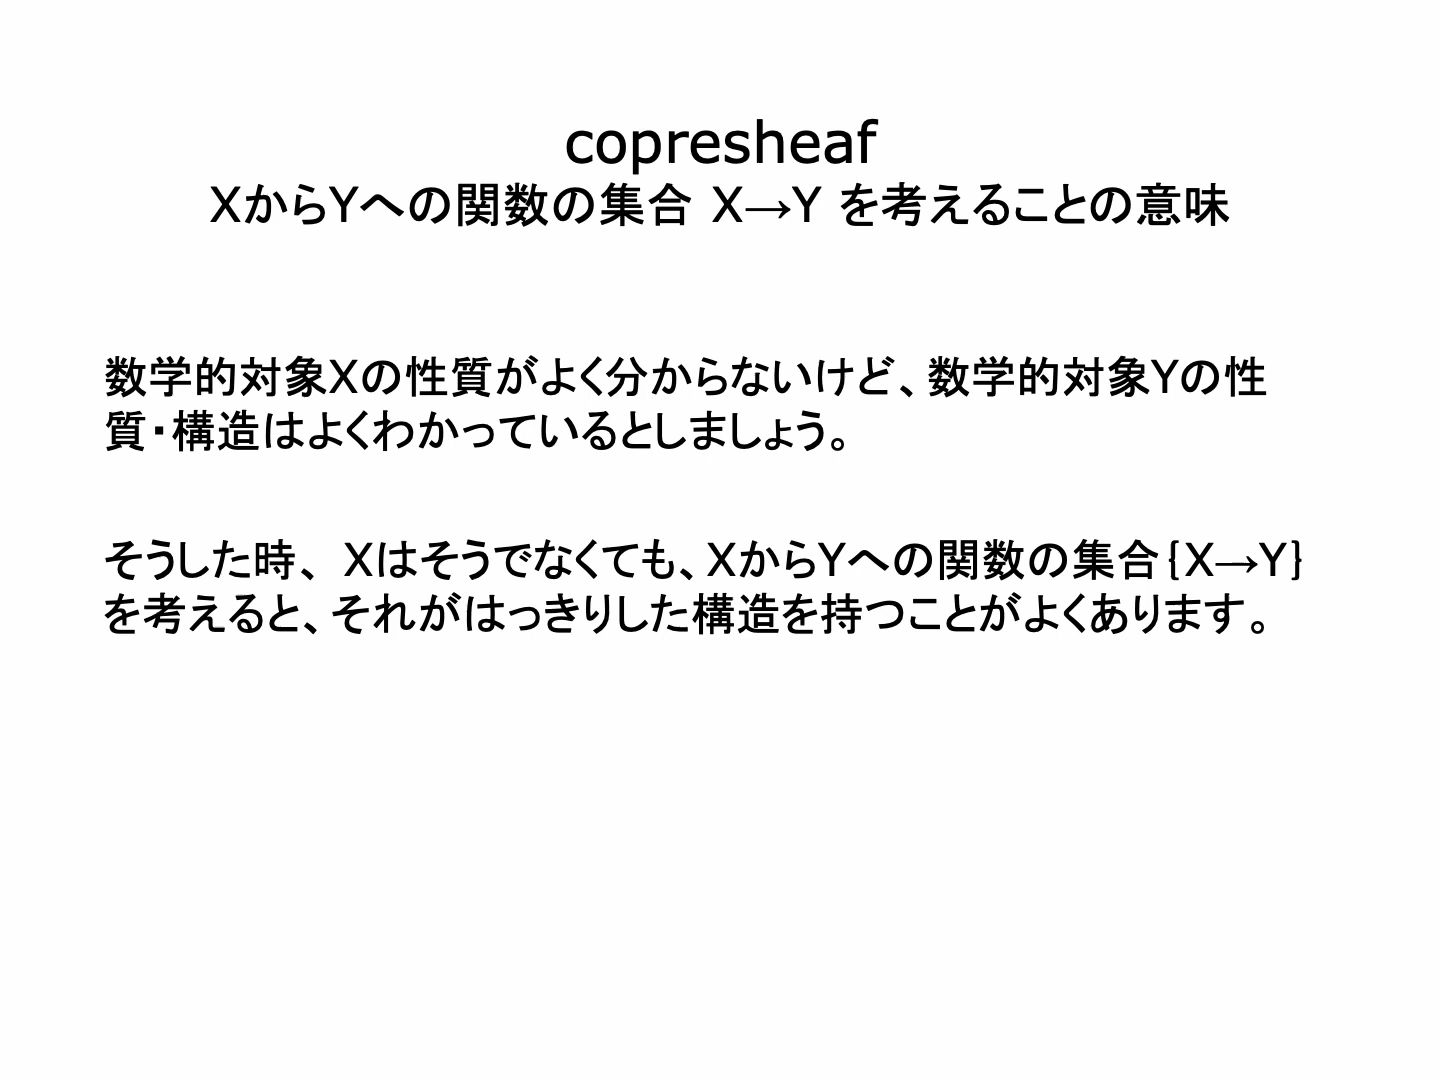 copresheaf
XからYへの関数の集合 X→Y を考えることの意味
数学的対象Xの性質がよく分からないけど、数学的対象Yの性
質・構造はよくわかっているとしましょう。
そうした時、 Xはそうでなくても、XからYへの関数の集合{X→Y}
を考えると、それがはっきりした構造を持つことがよくあります。